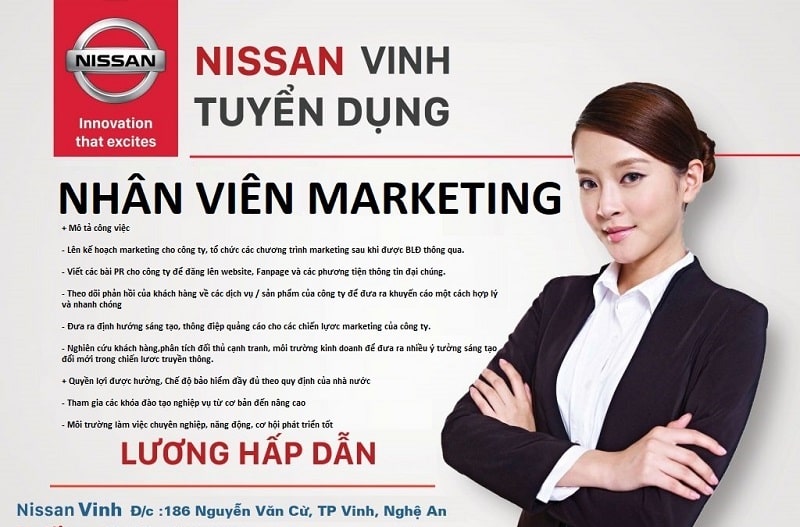 NISSAN
Innovation
that excites
NISSAN VINH
TUYỂN DỤNG
NHÂN VIÊN MARKETING
+ Mô tả công việc
- Lên kế hoạch marketing cho công ty, tổ chức các chương trình marketing sau khi được BLĐ thông qua.
- Viết các bài PR cho công ty để đăng lên website, Fanpage và các phương tiện thông tin đại chúng.
- Theo dõi phản hồi của khách hàng về các dịch vụ / sản phẩm của công ty để đưa ra khuyến cáo một cách hợp lý
và nhanh chóng
- Đưa ra định hướng sáng tạo, thông điệp quảng cáo cho các chiến lược marketing của công ty.
- Nghiên cứu khách hàng,phân tích đối thủ cạnh tranh, môi trường kinh doanh để đưa ra nhiều ý tưởng sáng tạo
đổi mới trong chiến lươc truyền thông.
+ Quyền lợi được hưởng, Chế độ bảo hiểm đầy đủ theo quy định của nhà nước
- Tham gia các khóa đào tạo nghiệp vụ từ cơ bản đến nâng cao
- Môi trường làm việc chuyên nghiệp, năng động, cơ hội phát triển tốt
LƯƠNG HẤP DẪN
Nissan Vinh Đ/c :186 Nguyễn Văn Cừ, TP Vinh, Nghệ An